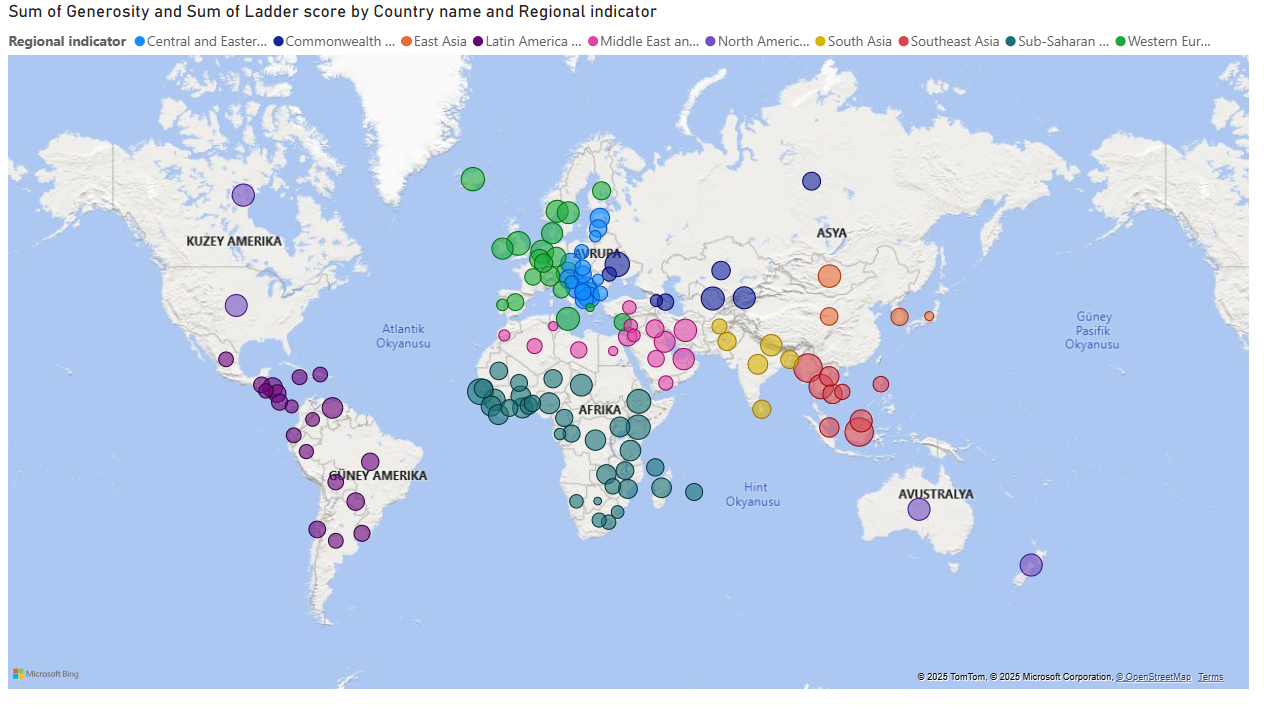 Sum of Generosity and Sum of Ladder score by Country name and Regional indicator
Regional indicator Central and Easter... Commonwealth ... East Asia Latin America ... Middle East an... North Americ... South Asia Southeast Asia Sub-Saharan ... Western Eur...
KUZEY AMERIKA
ASYA
AVRUPA
Atlantik
Okyanusu
Güney
Pasifik
Okyanusu
AFRIKA
GÜNEY AMERIKA
Hint
Okyanusu
AVUSTRALYA
Microsoft Bing
© 2025 TomTom, © 2025 Microsoft Corporation, © OpenStreetMap Terms